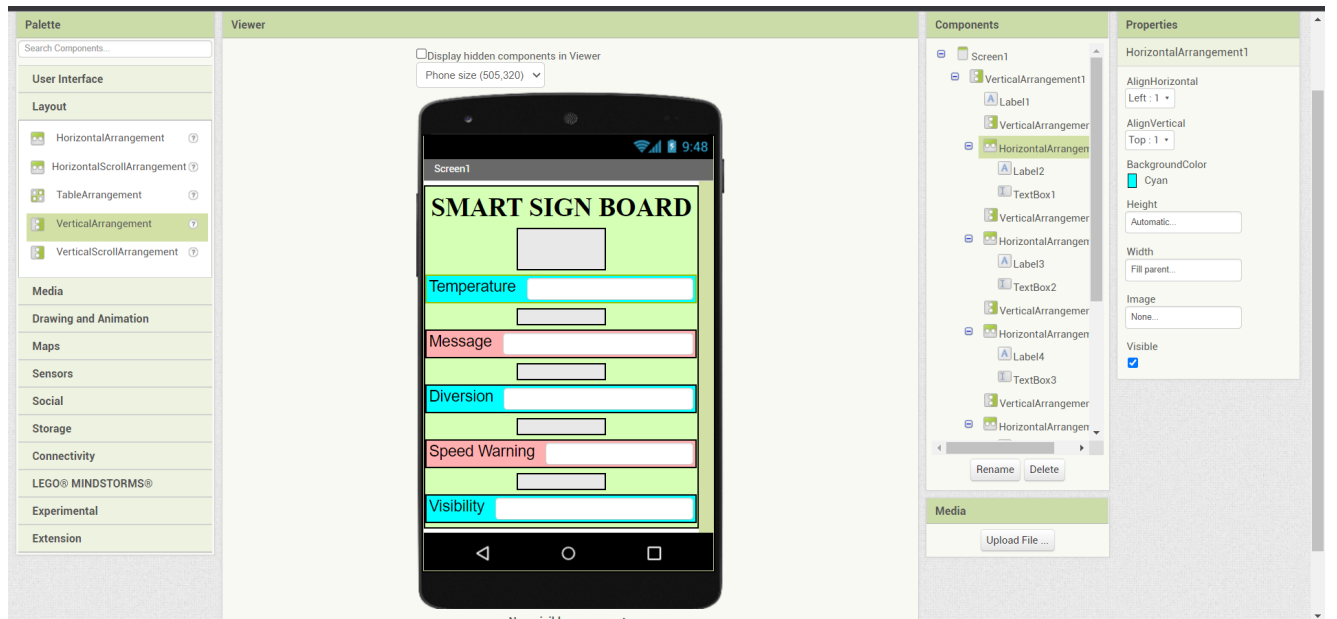 Palette
Search Components...
User Interface
Layout
HorizontalArrangement
HorizontalScrollArrangement
TableArrangement
VerticalArrangement
VerticalScrollArrangement
Media
Drawing and Animation
Maps
Sensors
Social
Storage
Connectivity
LEGO® MINDSTORMS®
Experimental
Extension
Viewer
Display hidden components in Viewer
Phone size (505,320)
9:48
Screen1
SMART SIGN BOARD
Temperature
Message
Diversion
Speed Warning
Visibility
Components
Screen1
VerticalArrangement1
Label1
VerticalArrangemer
HorizontalArrangem
Label2
TextBox1
VerticalArrangemer
HorizontalArrangem
Label3
TextBox2
VerticalArrangemer
HorizontalArrangem
Label4
TextBox3
VerticalArrangemer
HorizontalArrangem
Rename Delete
Media
Upload File ...
Properties
HorizontalArrangement1
AlignHorizontal
Left : 1
AlignVertical
Top : 1
BackgroundColor
Cyan
Height
Automatic...
Width
Fill parent...
Image
None...
Visible